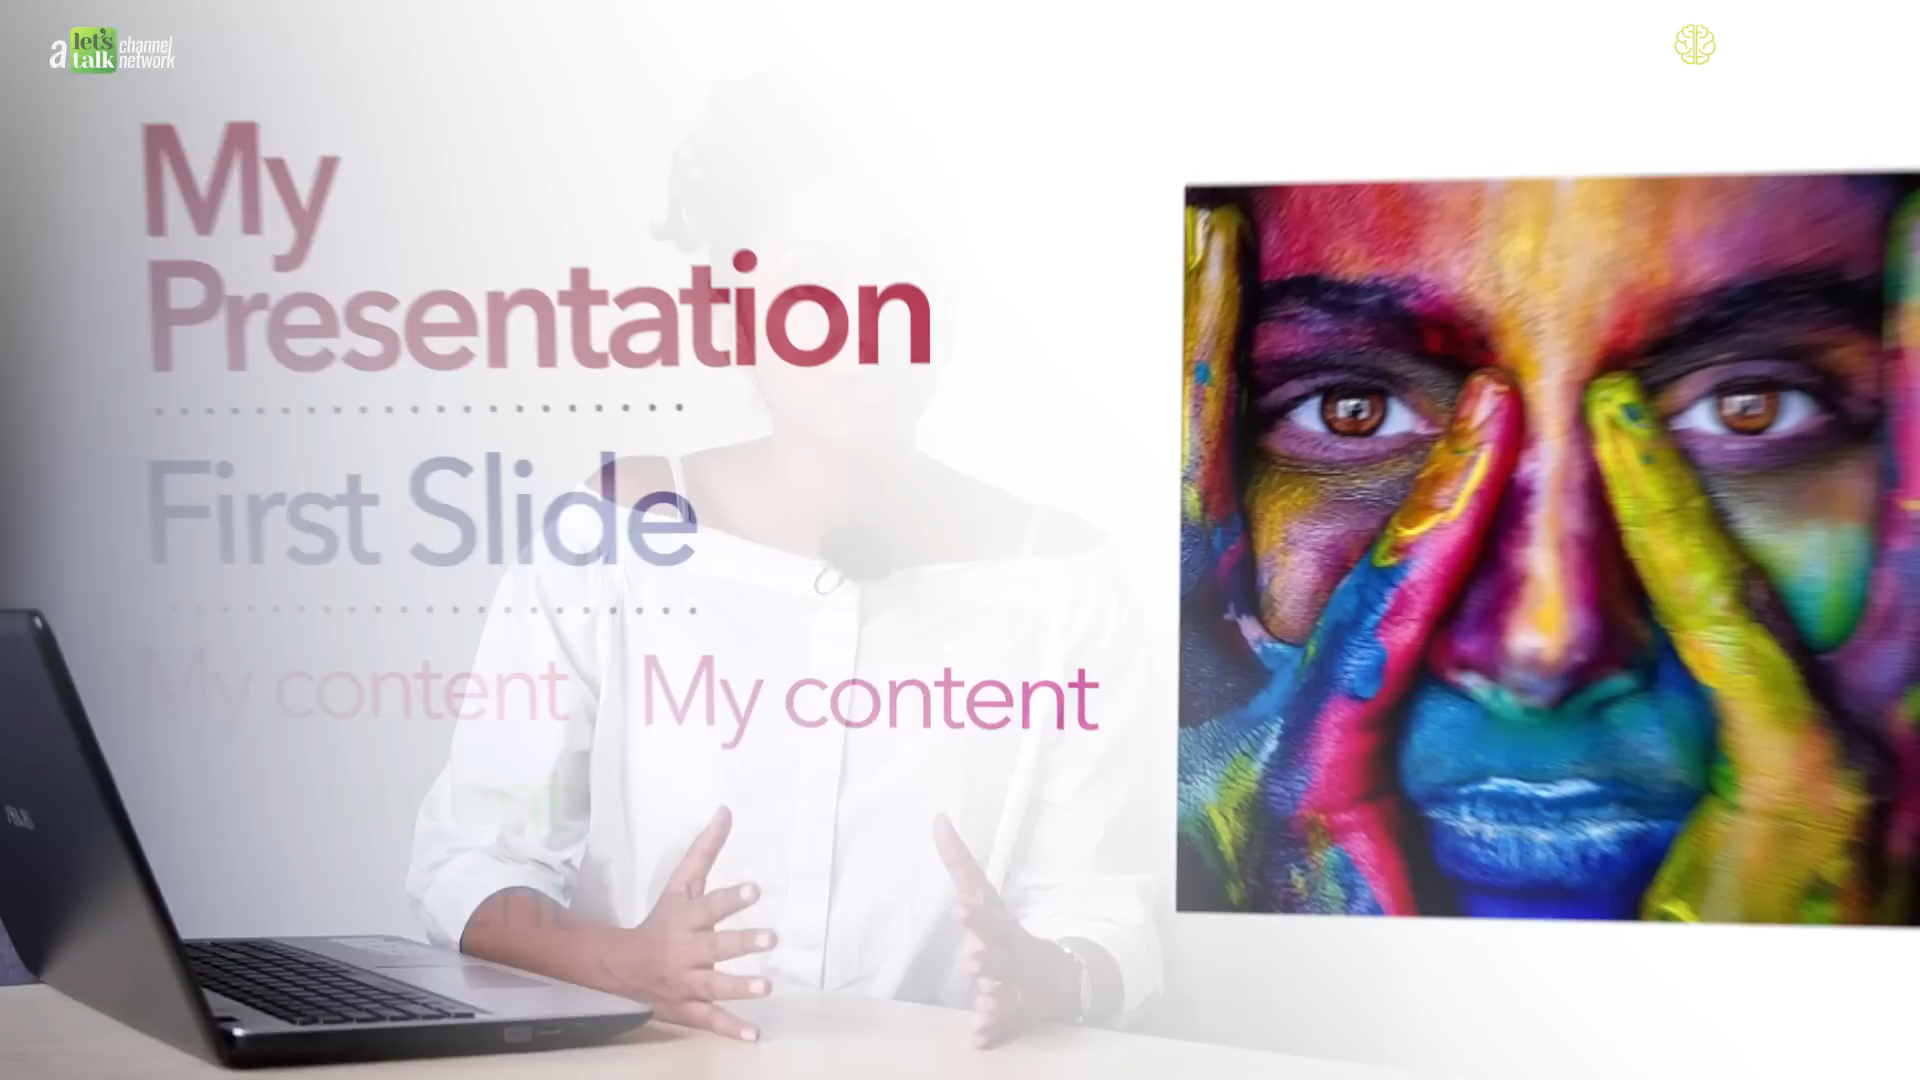 a let's talk channel network
My
Presentation
First Slide
My content My content